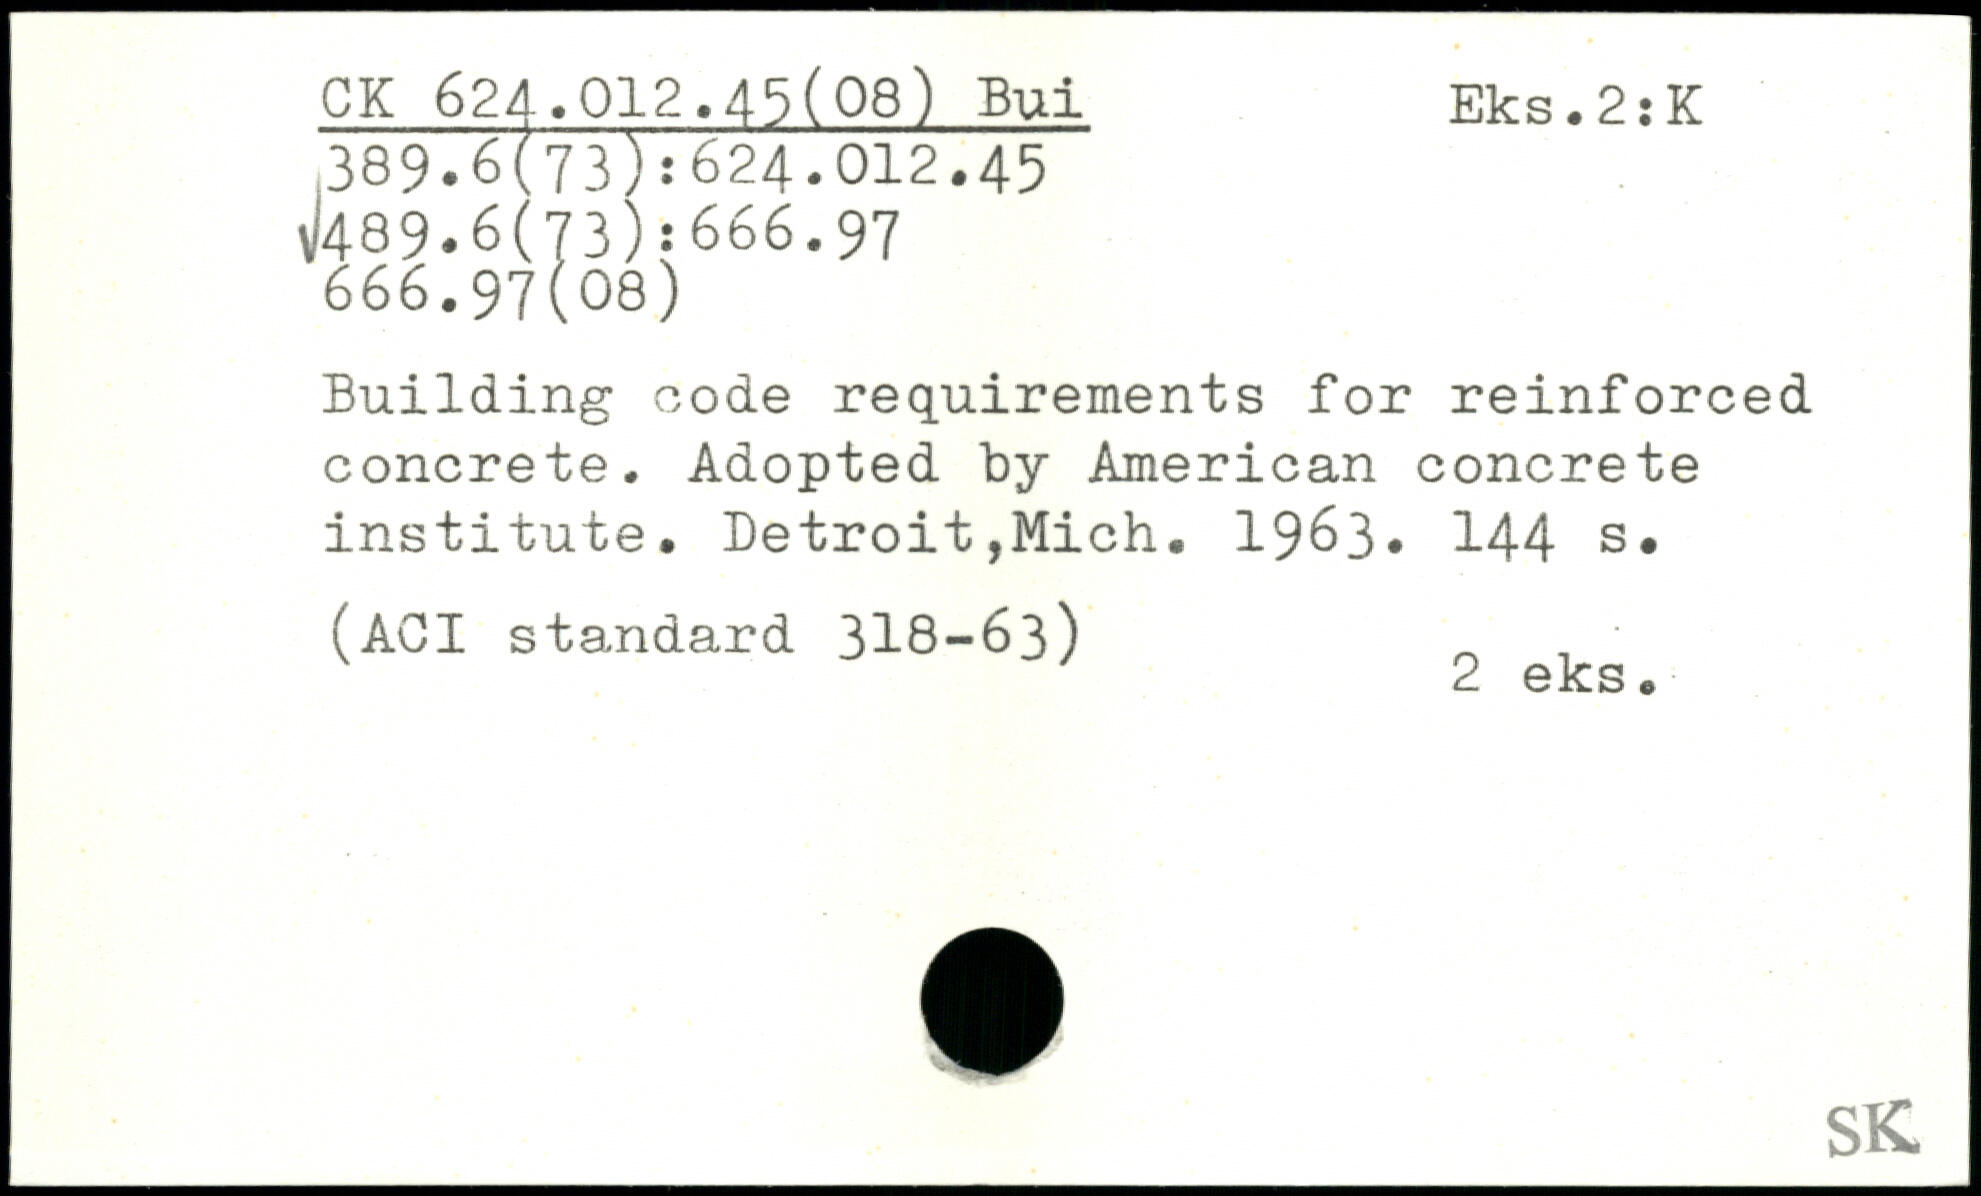 CK 624.012.45(08) Bui
Eks.2:K
389.6(73):624.012.45
√489.6(73):666.97
666.97(08)
Building code requirements for reinforced
concrete. Adopted by American concrete
institute. Detroit,Mich. 1963. 144 s.
(ACI standard 318-63)
2 eks.
SK